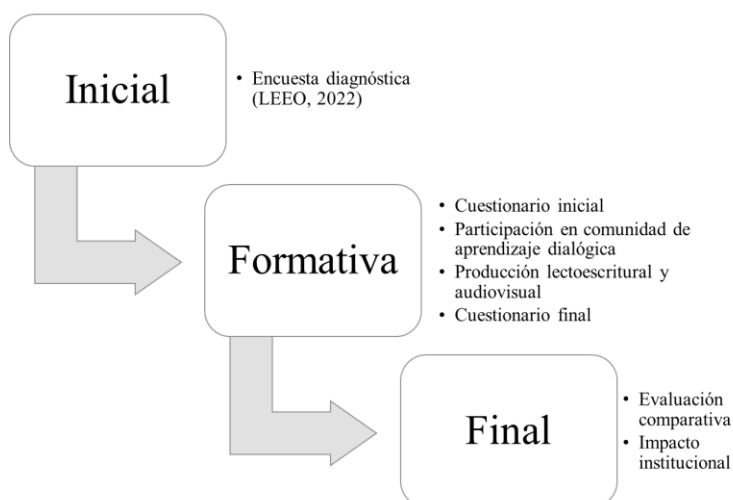 Inicial
• Encuesta diagnóstica
(LEEO, 2022)
Formativa
• Cuestionario inicial
• Participación en comunidad de
aprendizaje dialógica
• Producción lectoescritural y
audiovisual
• Cuestionario final
Final
• Evaluación
comparativa
• Impacto
institucional